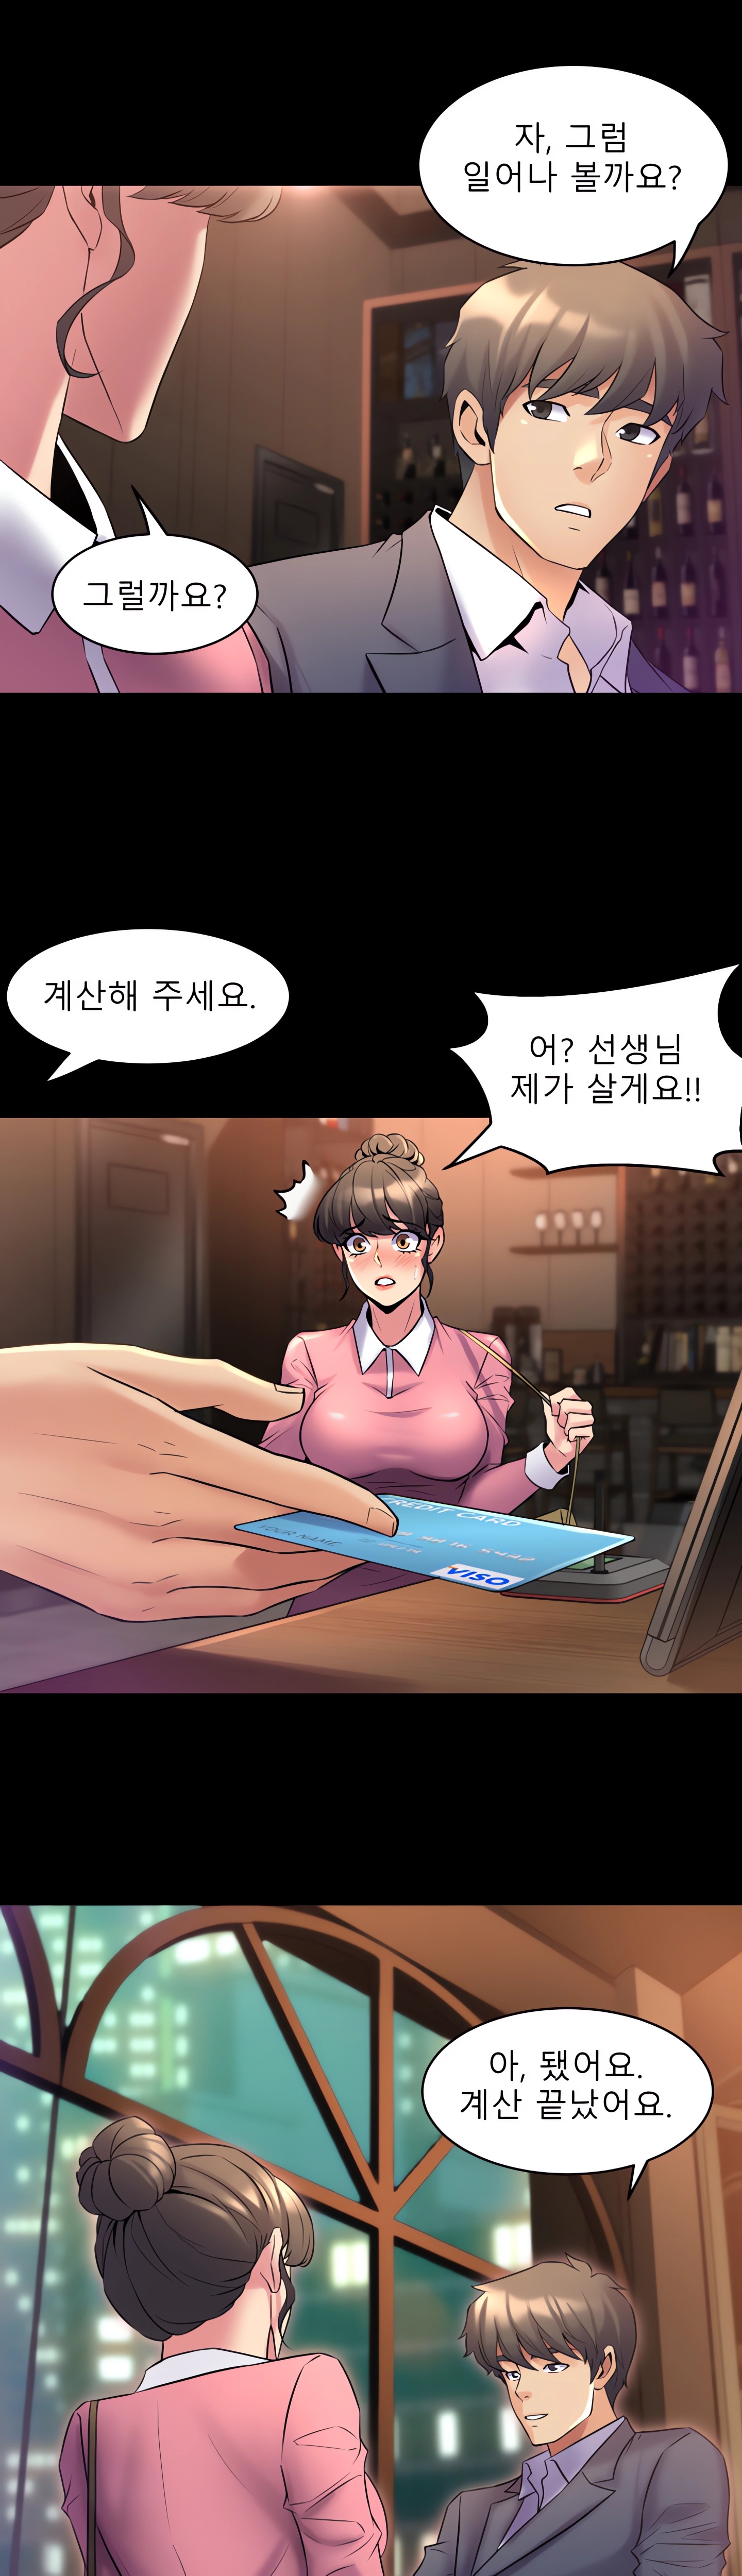 자, 그럼
일어나 볼까요?
그럴까요?
계산해 주세요.
어? 선생님
제가 살게요!!
CREDIT CARD
YOUR NAME
VISO
아, 됐어요.
계산 끝났어요.